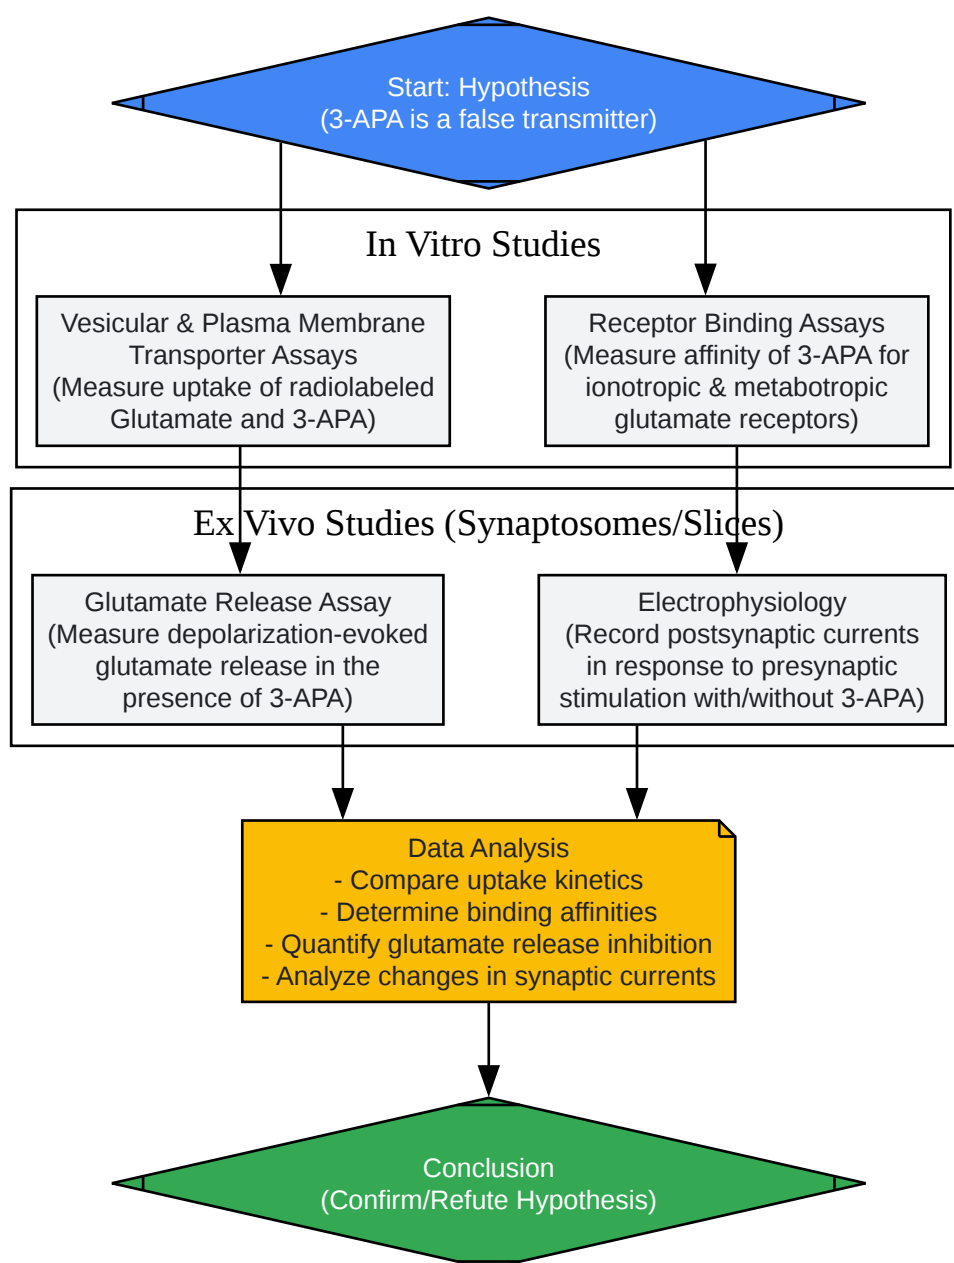 Start: Hypothesis
(3-APA is a false transmitter)
In Vitro Studies
Vesicular & Plasma Membrane
Transporter Assays
(Measure uptake of radiolabeled
Glutamate and 3-APA)
Receptor Binding Assays
(Measure affinity of 3-APA for
ionotropic & metabotropic
glutamate receptors)
Ex Vivo Studies (Synaptosomes/Slices)
Glutamate Release Assay
(Measure depolarization-evoked
glutamate release in the
presence of 3-APA)
Electrophysiology
(Record postsynaptic currents
in response to presynaptic
stimulation with/without 3-APA)
Data Analysis
- Compare uptake kinetics
- Determine binding affinities
- Quantify glutamate release inhibition
- Analyze changes in synaptic currents
Conclusion
(Confirm/Refute Hypothesis)